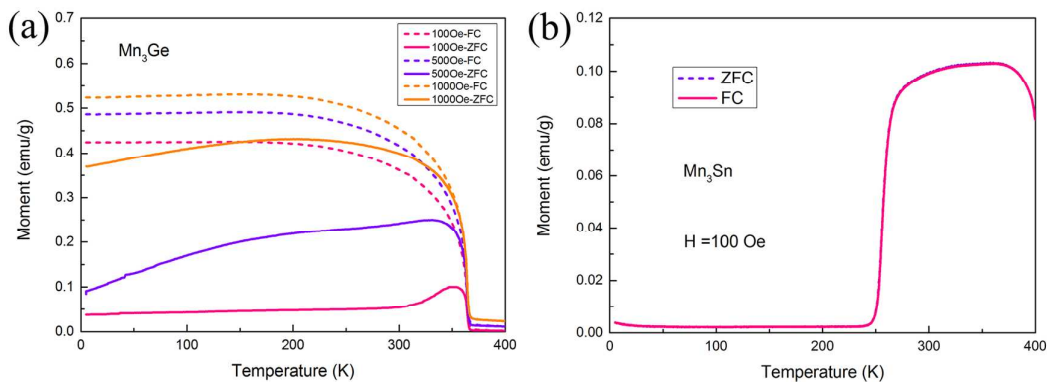 (a)
Mn₃Ge
100Oe-FC
100Oe-ZFC
500Oe-FC
500Oe-ZFC
1000Oe-FC
1000Oe-ZFC
Moment (emu/g)
0.7
0.6
0.5
0.4
0.3
0.2
0.1
0.0
0 100 200 300 400
Temperature (K)
(b)
ZFC
FC
Mn₃Sn
H =100 Oe
Moment (emu/g)
0.12
0.10
0.08
0.06
0.04
0.02
0.00
0 100 200 300 400
Temperature (K)